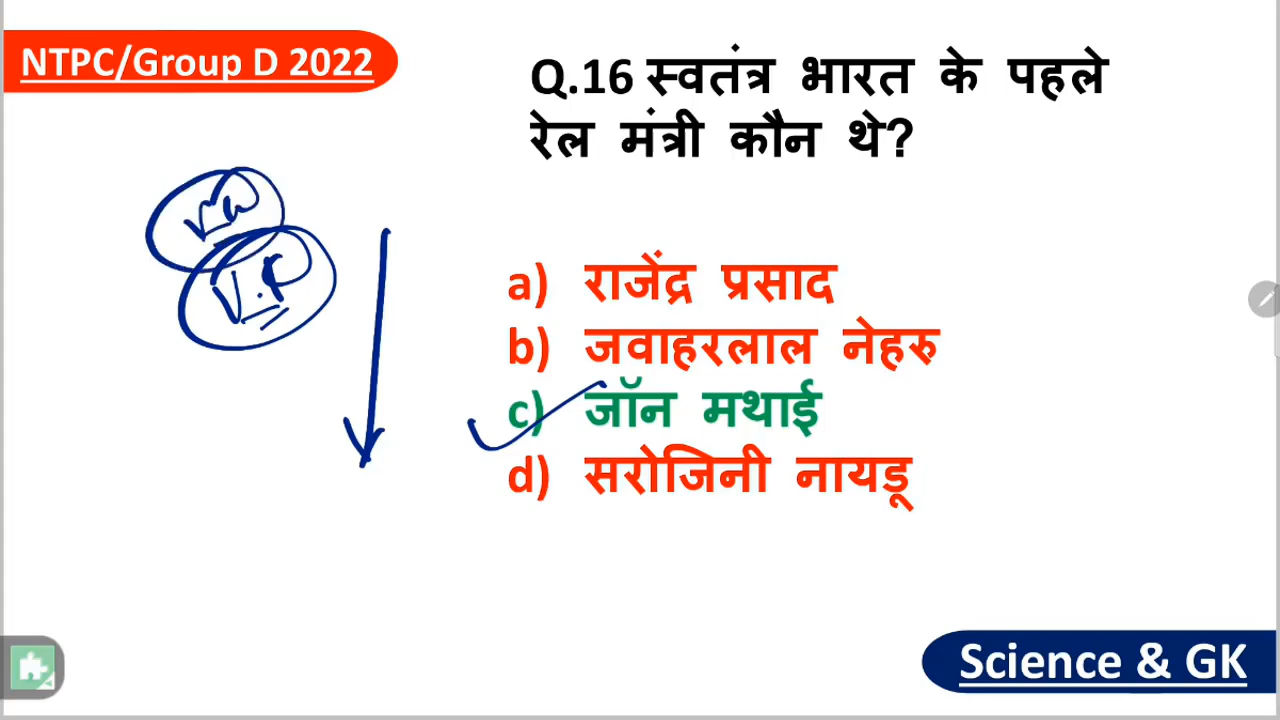 NTPC/Group D 2022
Q.16 स्वतंत्र भारत के पहले
रेल मंत्री कौन थे?
V.P
a) राजेंद्र प्रसाद
b) जवाहरलाल नेहरु
c) जॉन मथाई
d) सरोजिनी नायडू
Science & GK